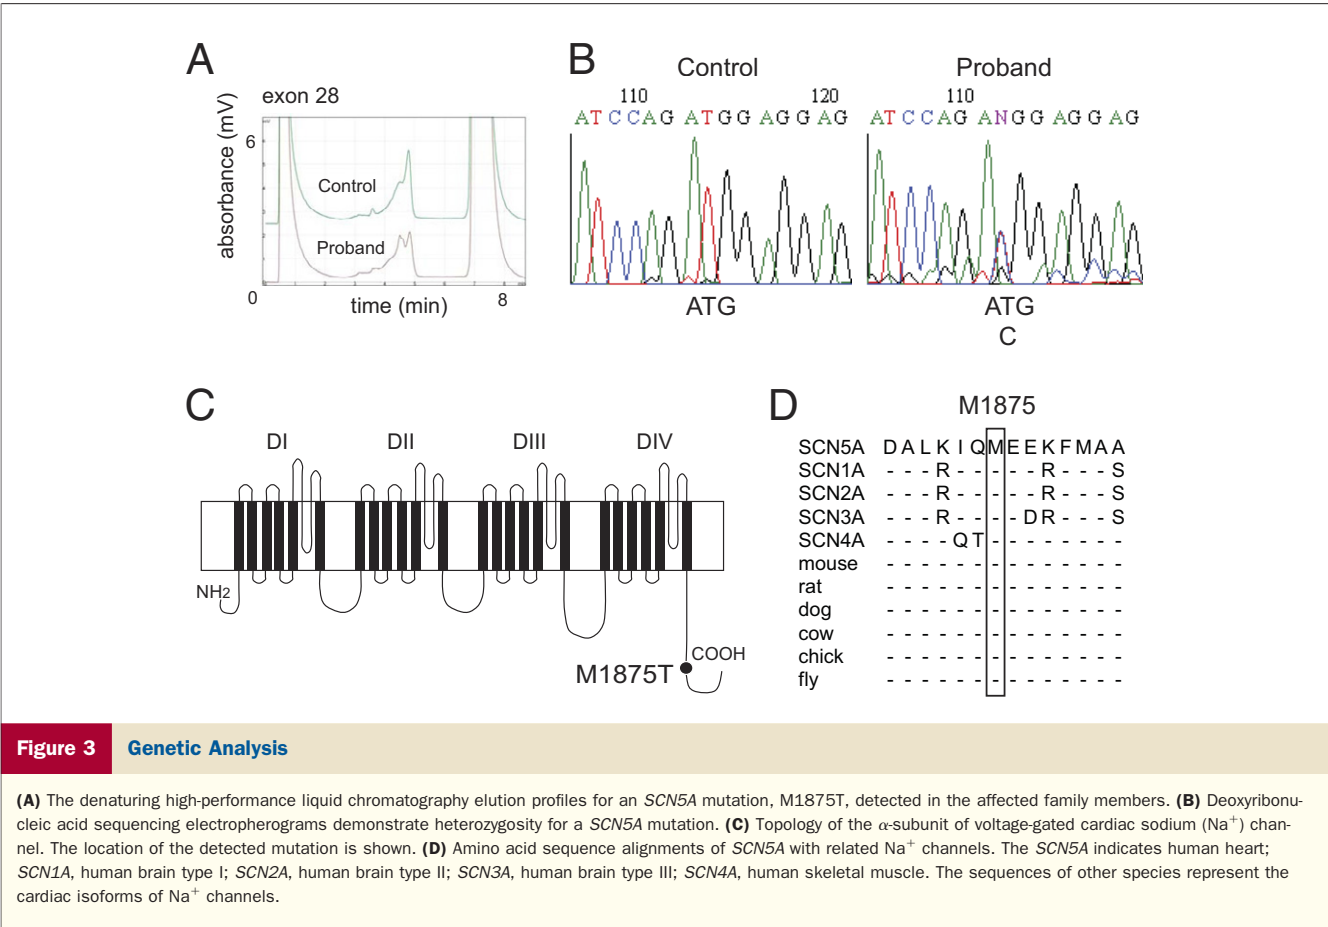 A
exon 28
absorbance (mV)
6
Control
Proband
0
time (min)
8
B
Control
Proband
110
120
110
ATCCAG ATGG AGGAG
ATCCAG ANGG AGGAG
ATG
ATG
C
C
DI
DII
DIII
DIV
NH2
M1875T
COOH
D
M1875
SCN5A D A L K I Q M E E K F M A A
SCN1A - - - R - - - - - R - - - S
SCN2A - - - R - - - - - R - - - S
SCN3A - - - R - - - - D R - - - S
SCN4A - - - - Q T - - - - - - - -
mouse - - - - - - - - - - - - - -
rat - - - - - - - - - - - - - -
dog - - - - - - - - - - - - - -
cow - - - - - - - - - - - - - -
chick - - - - - - - - - - - - - -
fly - - - - - - - - - - - - - -
Figure 3 Genetic Analysis
(A) The denaturing high-performance liquid chromatography elution profiles for an SCN5A mutation, M1875T, detected in the affected family members. (B) Deoxyribonu-
cleic acid sequencing electropherograms demonstrate heterozygosity for a SCN5A mutation. (C) Topology of the α-subunit of voltage-gated cardiac sodium (Na+) chan-
nel. The location of the detected mutation is shown. (D) Amino acid sequence alignments of SCN5A with related Na+ channels. The SCN5A indicates human heart;
SCN1A, human brain type I; SCN2A, human brain type II; SCN3A, human brain type III; SCN4A, human skeletal muscle. The sequences of other species represent the
cardiac isoforms of Na+ channels.